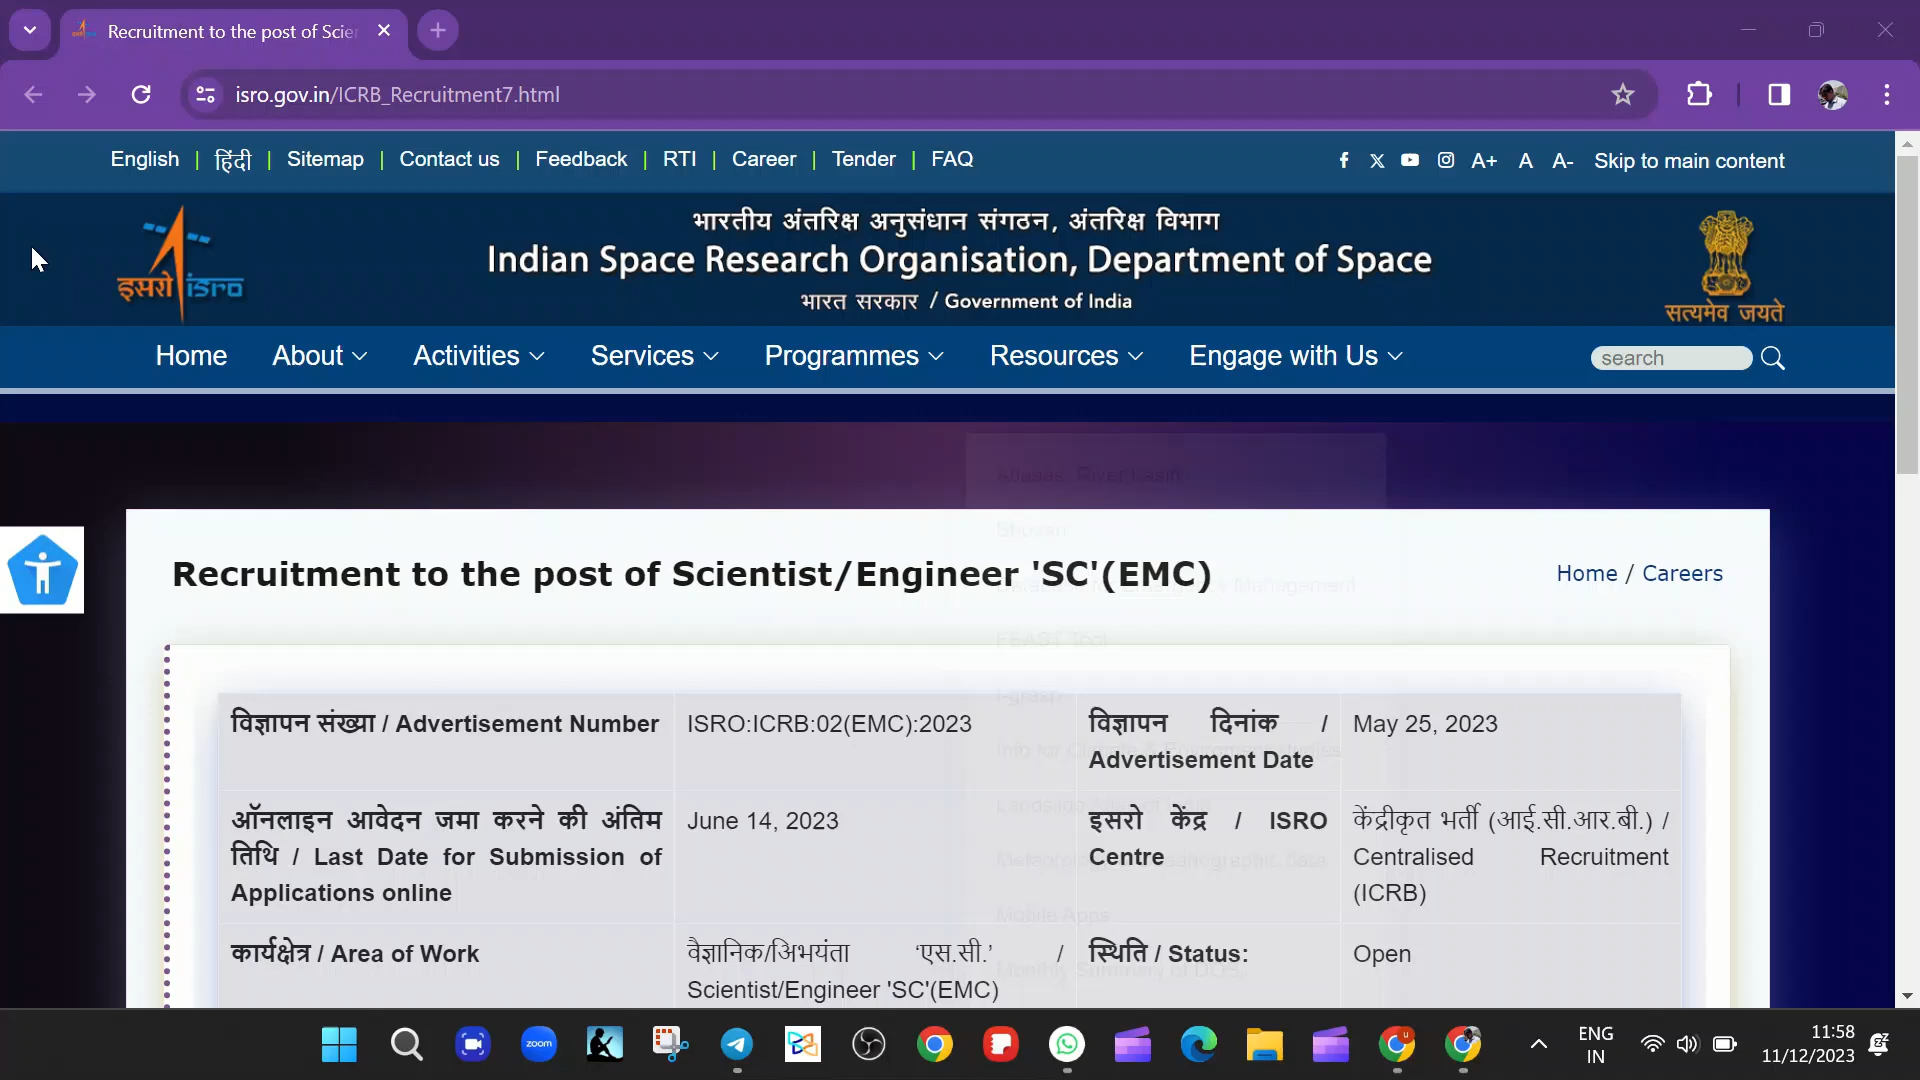 Recruitment to the post of Scie
isro.gov.in/ICRB_Recruitment7.html
English | हिंदी | Sitemap | Contact us | Feedback | RTI | Career | Tender | FAQ
A+ A A- Skip to main content
भारतीय अंतरिक्ष अनुसंधान संगठन, अंतरिक्ष विभाग
Indian Space Research Organisation, Department of Space
भारत सरकार / Government of India
इसरो isro
सत्यमेव जयते
Home About Activities Services Programmes Resources Engage with Us search
Recruitment to the post of Scientist/Engineer 'SC'(EMC)
Home / Careers
विज्ञापन संख्या / Advertisement Number
ISRO:ICRB:02(EMC):2023
विज्ञापन दिनांक /
Advertisement Date
May 25, 2023
ऑनलाइन आवेदन जमा करने की अंतिम
तिथि / Last Date for Submission of
Applications online
June 14, 2023
इसरो केंद्र / ISRO
Centre
केंद्रीकृत भर्ती (आई.सी.आर.बी.) /
Centralised Recruitment
(ICRB)
कार्यक्षेत्र / Area of Work
वैज्ञानिक/अिभयंता ‘एस.सी.’ /
Scientist/Engineer 'SC'(EMC)
स्थिति / Status:
Open
zoom
ENG
IN
11:58
11/12/2023